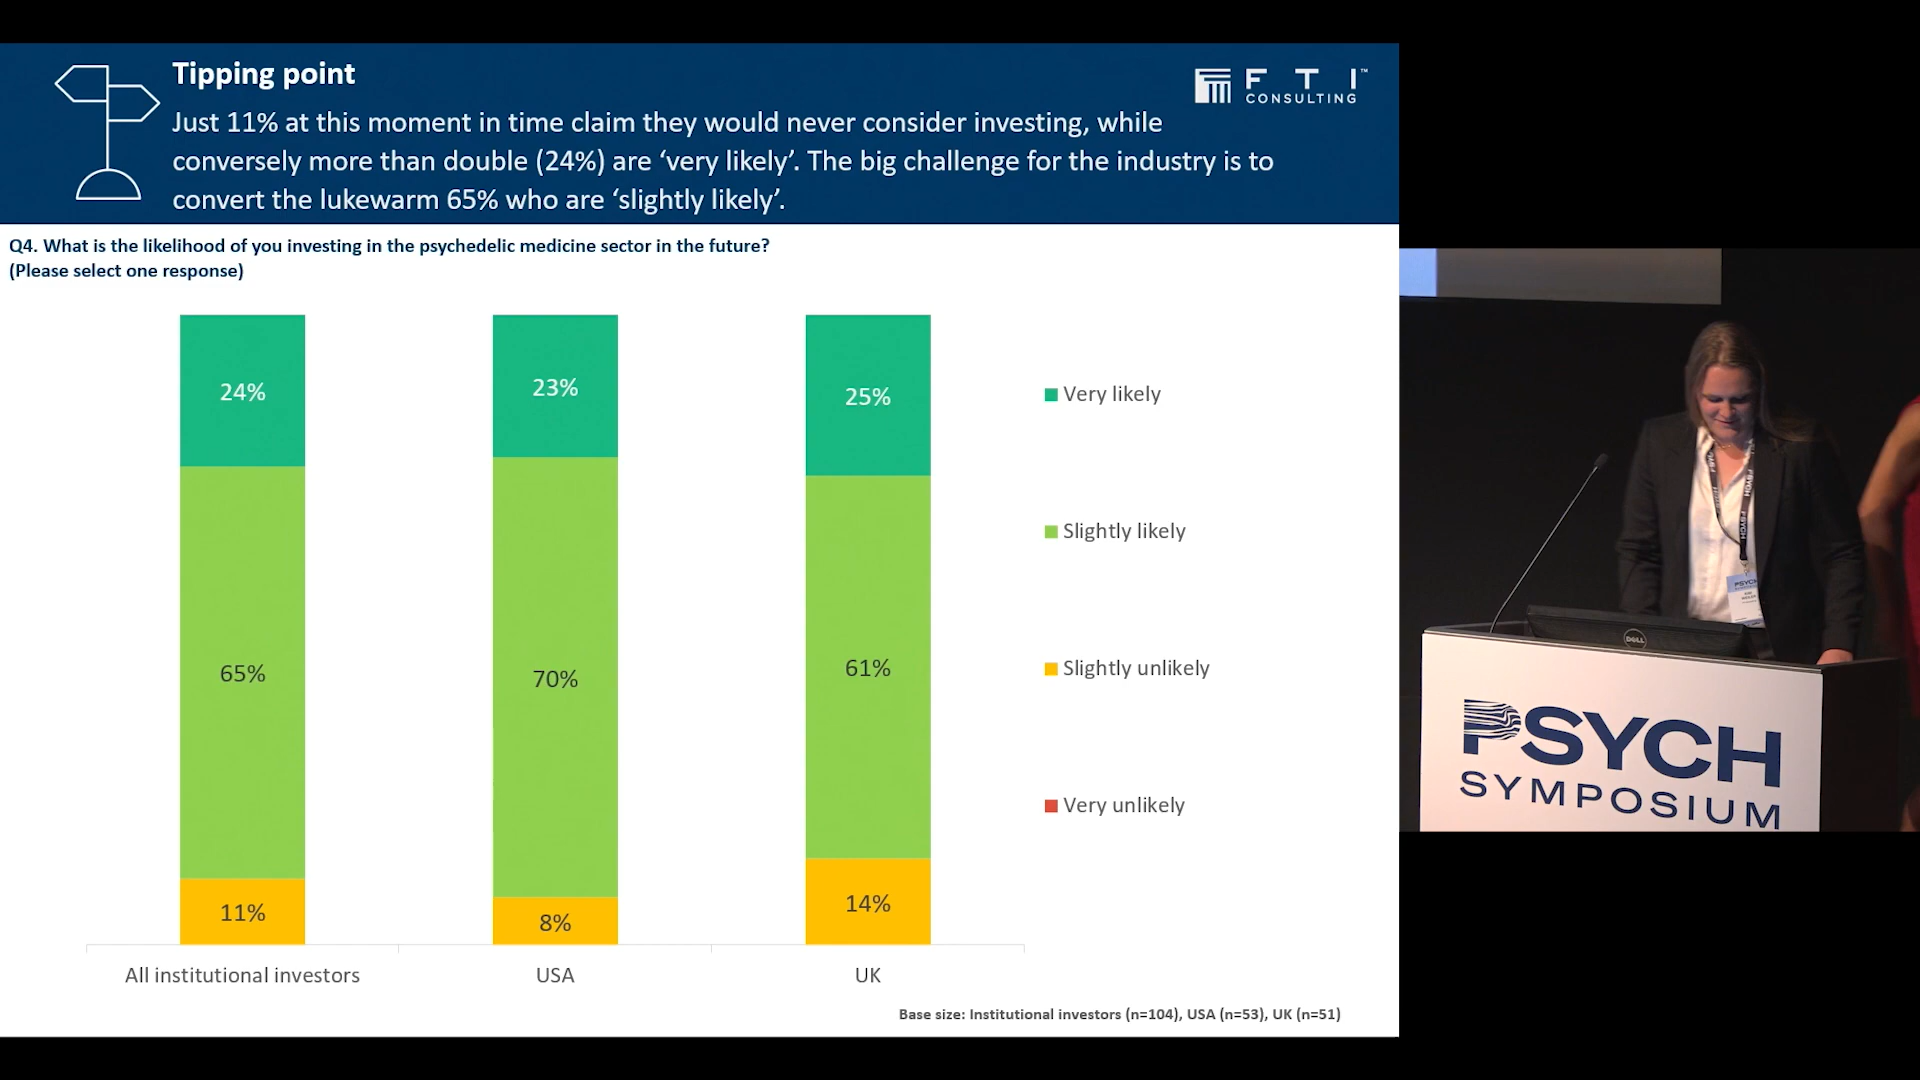 Tipping point
Just 11% at this moment in time claim they would never consider investing, while
conversely more than double (24%) are ‘very likely’. The big challenge for the industry is to
convert the lukewarm 65% who are ‘slightly likely’.
F T I™
CONSULTING
Q4. What is the likelihood of you investing in the psychedelic medicine sector in the future?
(Please select one response)
24%
23%
25%
65%
70%
61%
11%
8%
14%
Very likely
Slightly likely
Slightly unlikely
Very unlikely
All institutional investors
USA
UK
Base size: Institutional investors (n=104), USA (n=53), UK (n=51)
PSYCH
PSYCH
DELL
PSYCH
SYMPOSIUM